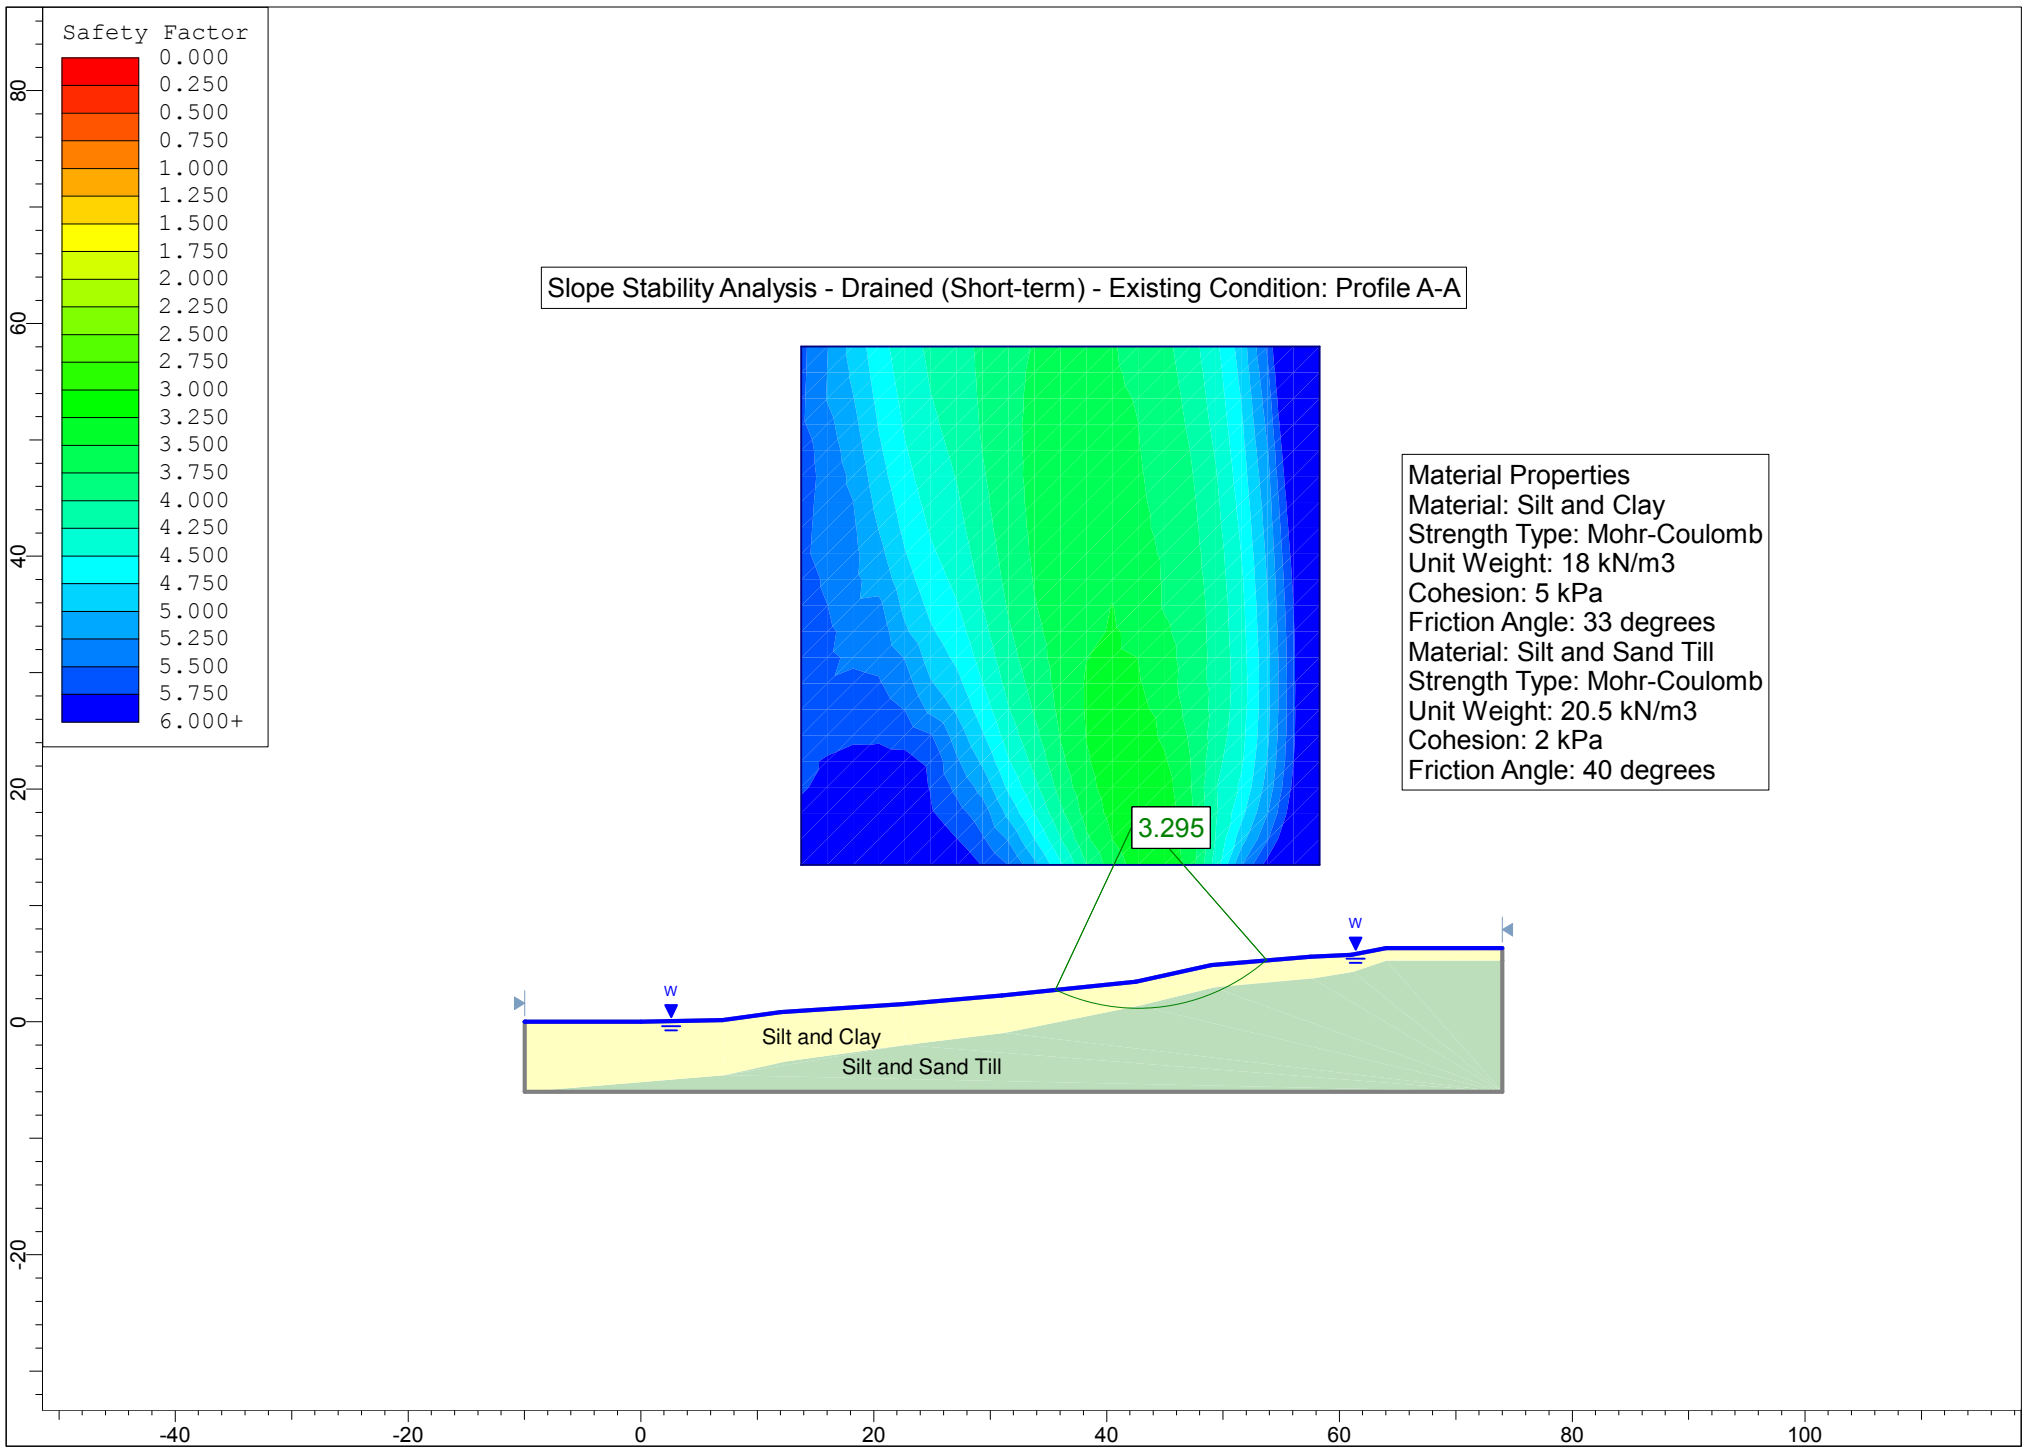 Safety Factor
0.000
0.250
0.500
0.750
1.000
1.250
1.500
1.750
2.000
2.250
2.500
2.750
3.000
3.250
3.500
3.750
4.000
4.250
4.500
4.750
5.000
5.250
5.500
5.750
6.000+
80
60
40
20
0
-20
Slope Stability Analysis - Drained (Short-term) - Existing Condition: Profile A-A
Material Properties
Material: Silt and Clay
Strength Type: Mohr-Coulomb
Unit Weight: 18 kN/m3
Cohesion: 5 kPa
Friction Angle: 33 degrees
Material: Silt and Sand Till
Strength Type: Mohr-Coulomb
Unit Weight: 20.5 kN/m3
Cohesion: 2 kPa
Friction Angle: 40 degrees
3.295
W
W
Silt and Clay
Silt and Sand Till
-40
-20
0
20
40
60
80
100